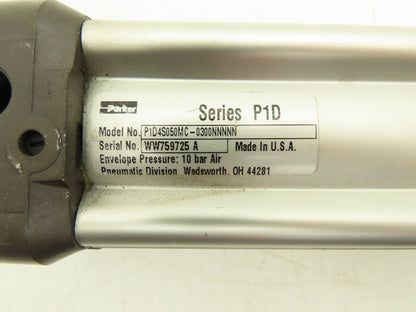 Parker
Series P1D
Model No. P1D4S050MC-0300NNNNN
Serial No. WW759725 A Made In U.S.A.
Envelope Pressure: 10 bar Air
Pneumatic Division, Wadsworth, OH 44281